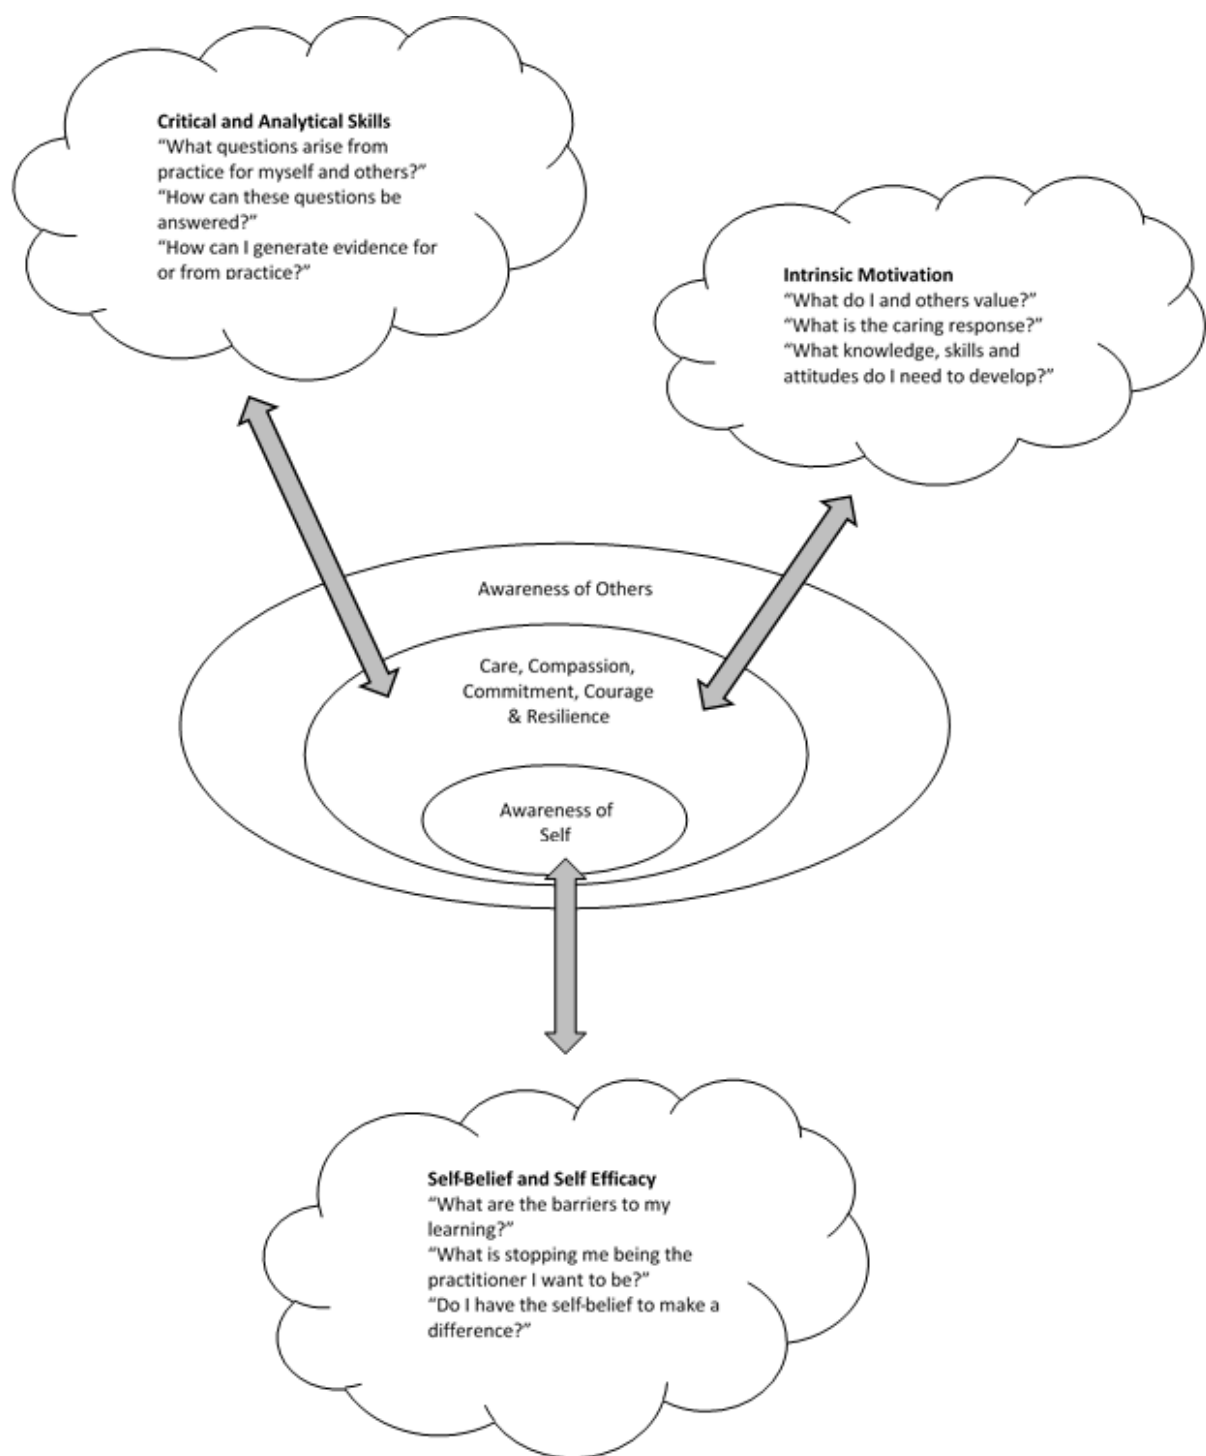 Critical and Analytical Skills
“What questions arise from
practice for myself and others?”
“How can these questions be
answered?”
“How can I generate evidence for
or from practice?”
Intrinsic Motivation
“What do I and others value?”
“What is the caring response?”
“What knowledge, skills and
attitudes do I need to develop?”
Awareness of Others
Care, Compassion,
Commitment, Courage
& Resilience
Awareness of
Self
Self-Belief and Self Efficacy
“What are the barriers to my
learning?”
“What is stopping me being the
practitioner I want to be?”
“Do I have the self-belief to make a
difference?”